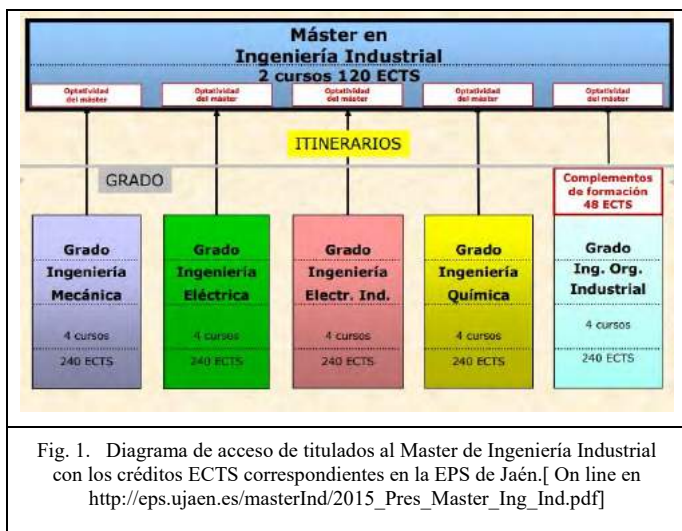 Máster en
Ingeniería Industrial
2 cursos 120 ECTS
Optatividad
del máster
Optatividad
del máster
Optatividad
del máster
Optatividad
del máster
Optatividad
del máster
ITINERARIOS
GRADO
Complementos
de formación
48 ECTS
Grado
Ingeniería
Mecánica
4 cursos
240 ECTS
Grado
Ingeniería
Eléctrica
4 cursos
240 ECTS
Grado
Ingeniería
Electr. Ind.
4 cursos
240 ECTS
Grado
Ingeniería
Química
4 cursos
240 ECTS
Grado
Ing. Org.
Industrial
4 cursos
240 ECTS
Fig. 1. Diagrama de acceso de titulados al Master de Ingeniería Industrial
con los créditos ECTS correspondientes en la EPS de Jaén.[ On line en
http://eps.ujaen.es/masterInd/2015_Pres_Master_Ing_Ind.pdf]